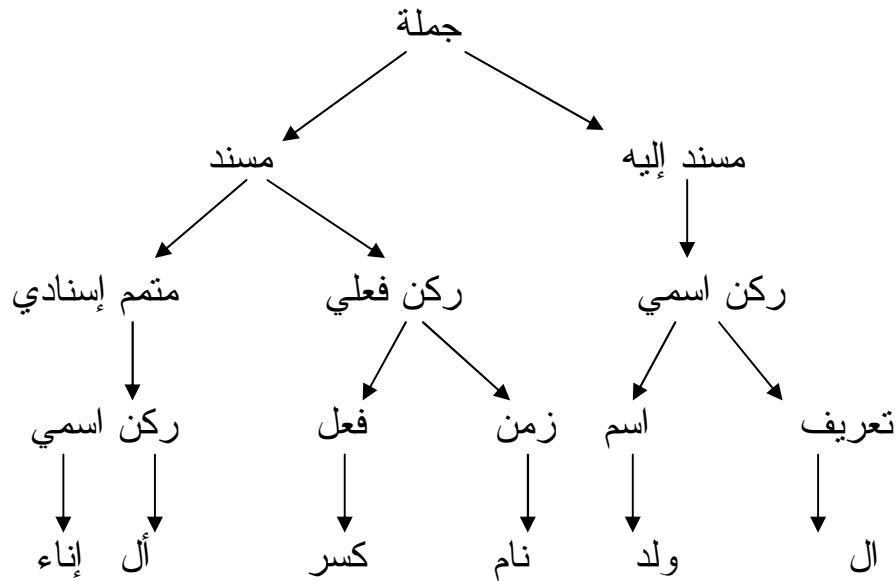 جملة
مسند إليه مسند
ركن اسمي ركن فعلي متمم إسنادي
تعريف اسم زمن فعل ركن اسمي
ال ولد نام كسر أل إناء